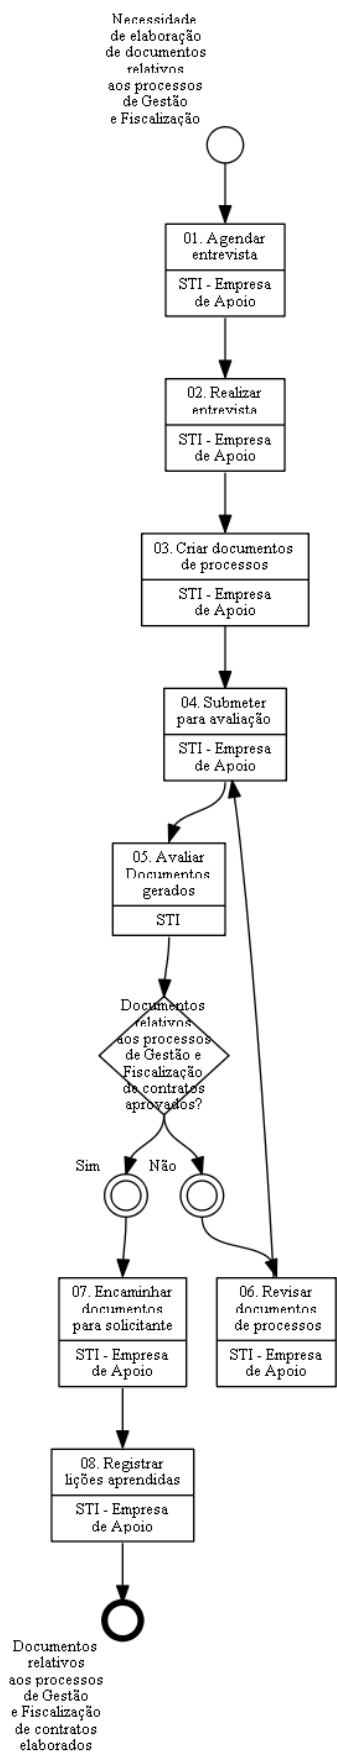 Necessidade
de elaboração
de documentos
relativos
aos processos
de Gestão
e Fiscalização
01. Agendar
entrevista
STI - Empresa
de Apoio
02. Realizar
entrevista
STI - Empresa
de Apoio
03. Criar documentos
de processos
STI - Empresa
de Apoio
04. Submeter
para avaliação
STI - Empresa
de Apoio
05. Avaliar
Documentos
gerados
STI
Documentos
relativos
aos processos
de Gestão e
Fiscalização
de contratos
aprovados?
Sim
Não
07. Encaminhar
documentos
para solicitante
STI - Empresa
de Apoio
06. Revisar
documentos
de processos
STI - Empresa
de Apoio
08. Registrar
lições aprendidas
STI - Empresa
de Apoio
Documentos
relativos
aos processos
de Gestão
e Fiscalização
de contratos
elaborados